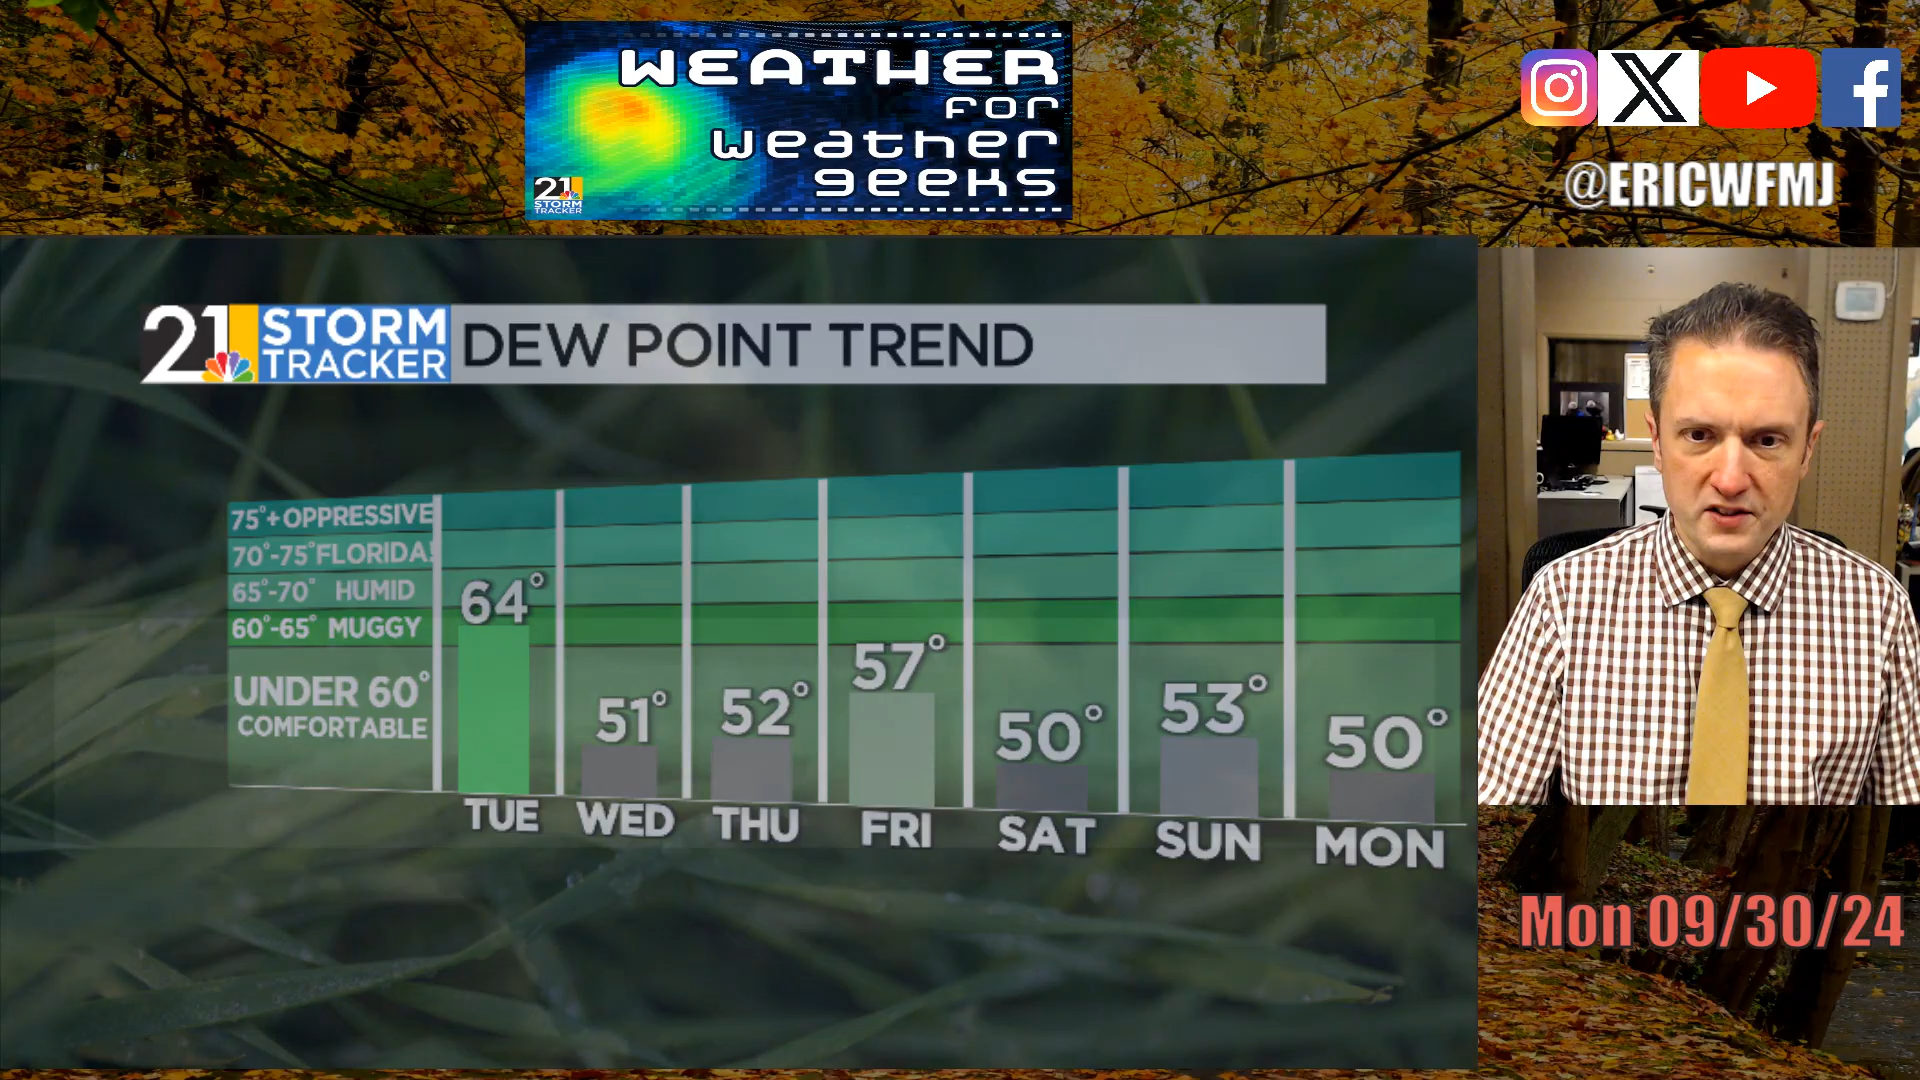 WEATHER
FOR
Weather
geeks
21
STORM
TRACKER
@ERICWFMJ
21 STORM
TRACKER
DEW POINT TREND
75°+OPPRESSIVE
70°-75°FLORIDA!
65°-70° HUMID
60°-65° MUGGY
UNDER 60°
COMFORTABLE
64°
51°
52°
57°
50°
53°
50°
TUE
WED
THU
FRI
SAT
SUN
MON
Mon 09/30/24